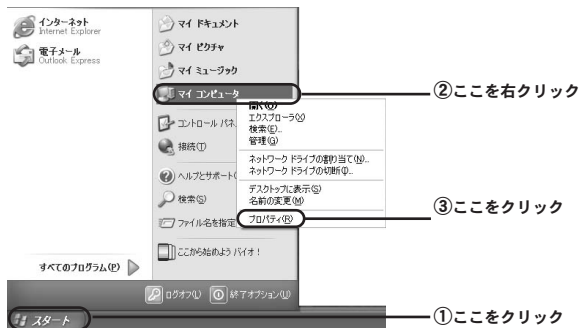 インターネット
Internet Explorer
電子メール
Outlook Express
すべてのプログラム(P)
マイ ドキュメント
マイ ピクチャ
マイ ミュージック
マイ コンピュータ
コントロール パネ
接続(T)
ヘルプとサポート(
検索(S)
ファイル名を指定
ここから始めよう バイオ！
開く(O)
エクスプローラ(X)
検索(E)...
管理(G)
ネットワーク ドライブの割り当て(N)...
ネットワーク ドライブの切断(I)...
デスクトップに表示(S)
名前の変更(M)
プロパティ(R)
ログオフ(L)
終了オプション(U)
スタート
②ここを右クリック
③ここをクリック
①ここをクリック